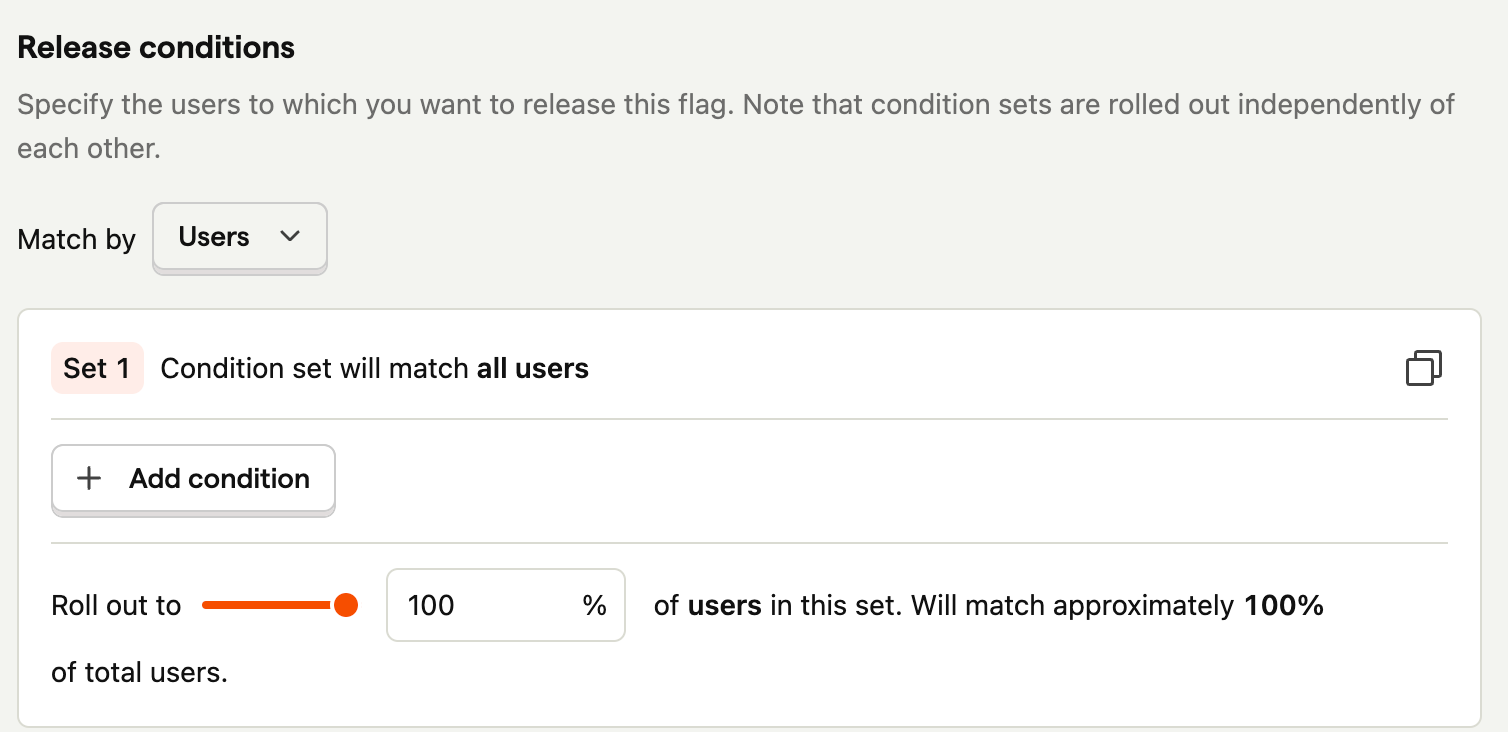 Release conditions
Specify the users to which you want to release this flag. Note that condition sets are rolled out independently of
each other.
Match by Users
Set 1 Condition set will match all users
Add condition
Roll out to 100 % of users in this set. Will match approximately 100%
of total users.